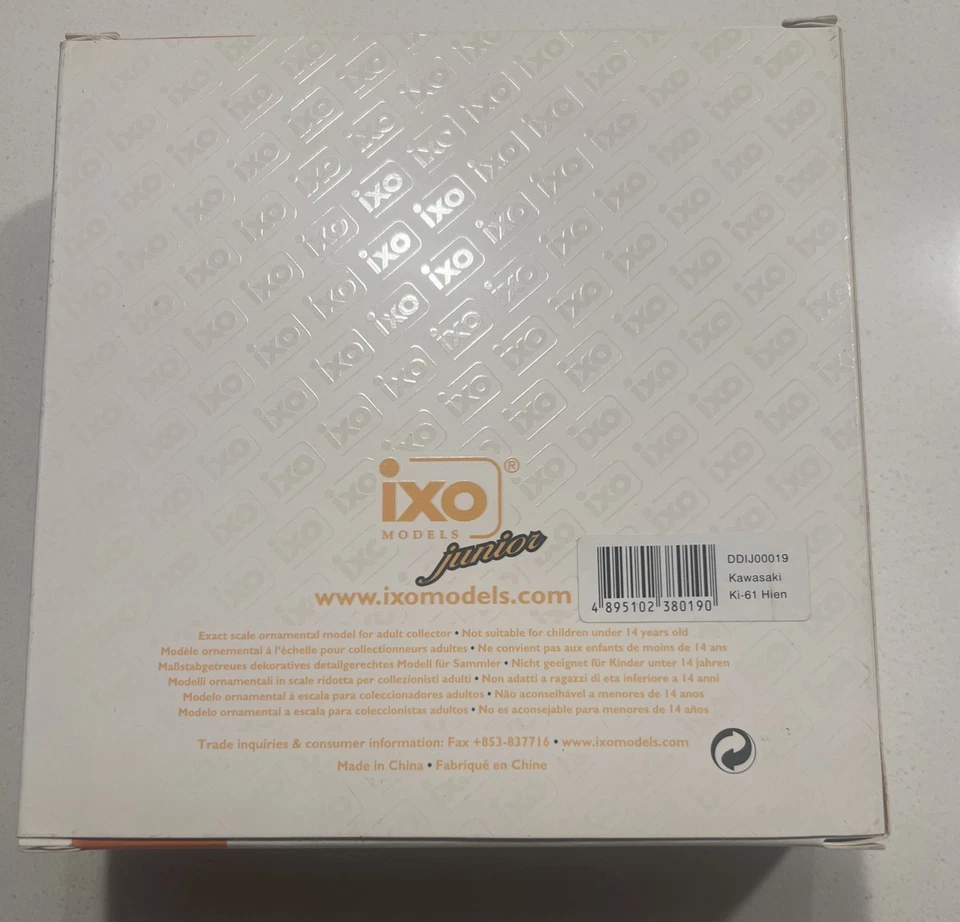 ixo ®
MODELS
junior
www.ixomodels.com
DDIJ00019
Kawasaki
Ki-61 Hien
4 895102 380190
Exact scale ornamental model for adult collector • Not suitable for children under 14 years old
Modèle ornemental à l'échelle pour collectionneurs adultes • Ne convient pas aux enfants de moins de 14 ans
Maßstabgetreues dekoratives detailgerechtes Modell für Sammler • Nicht geeignet für Kinder unter 14 jahren
Modelli ornamentali in scale ridotta per collezionisti adulti • Non adatti a ragazzi di eta inferiore a 14 anni
Modelo ornamental á escala para coleccionadores adultos • Não aconselhável a menores de 14 anos
Modelo ornamental a escala para coleccionistas adultos • No es aconsejable para menores de 14 años
Trade inquiries & consumer information: Fax +853-837716 • www.ixomodels.com
Made in China • Fabriqué en Chine